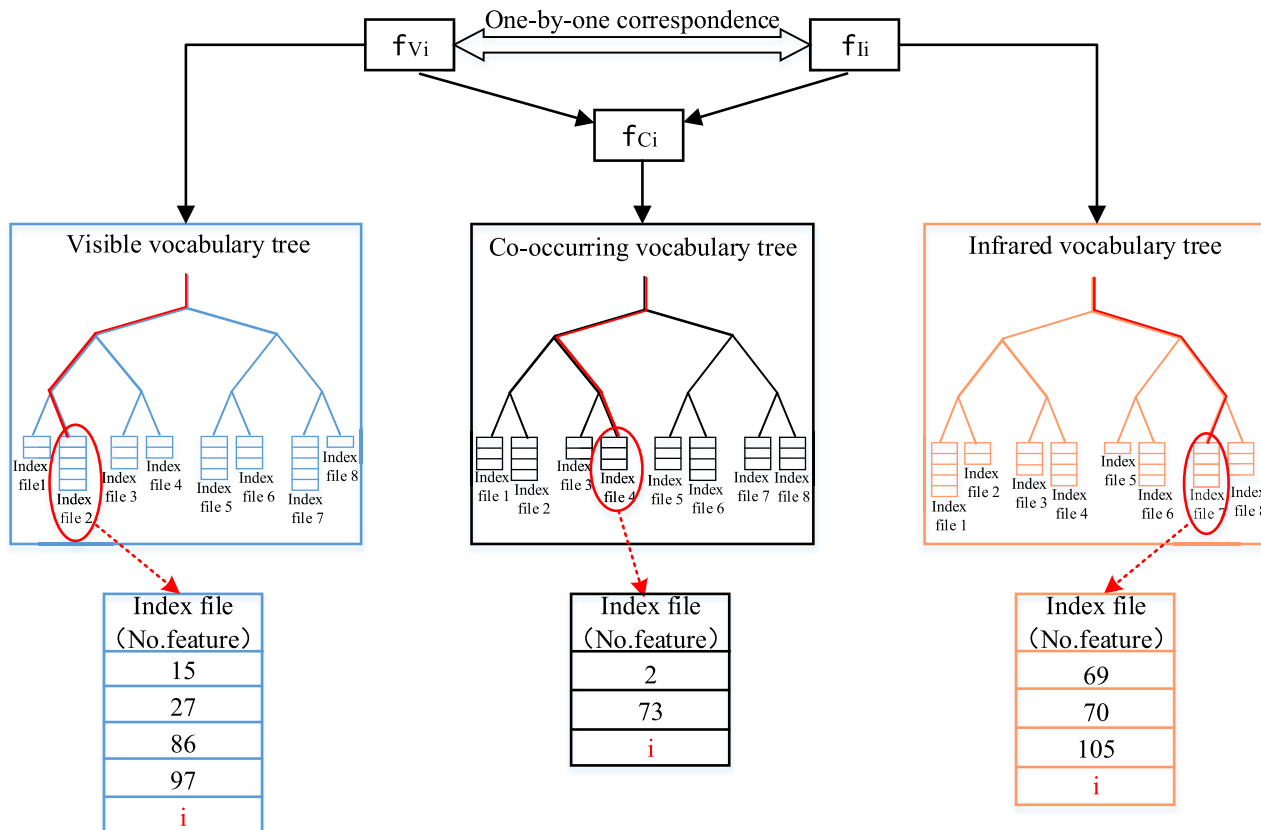 One-by-one correspondence
fVi
fIi
fCi
Visible vocabulary tree
Index
file1
Index
file 2
Index
file 3
Index
file 4
Index
file 5
Index
file 6
Index
file 7
Index
file 8
Co-occurring vocabulary tree
Index
file 1
Index
file 2
Index
file 3
Index
file 4
Index
file 5
Index
file 6
Index
file 7
Index
file 8
Infrared vocabulary tree
Index
file 1
Index
file 2
Index
file 3
Index
file 4
Index
file 5
Index
file 6
Index
file 7
Index
file 8
Index file
（No.feature）
15
27
86
97
i
Index file
（No.feature）
2
73
i
Index file
（No.feature）
69
70
105
i